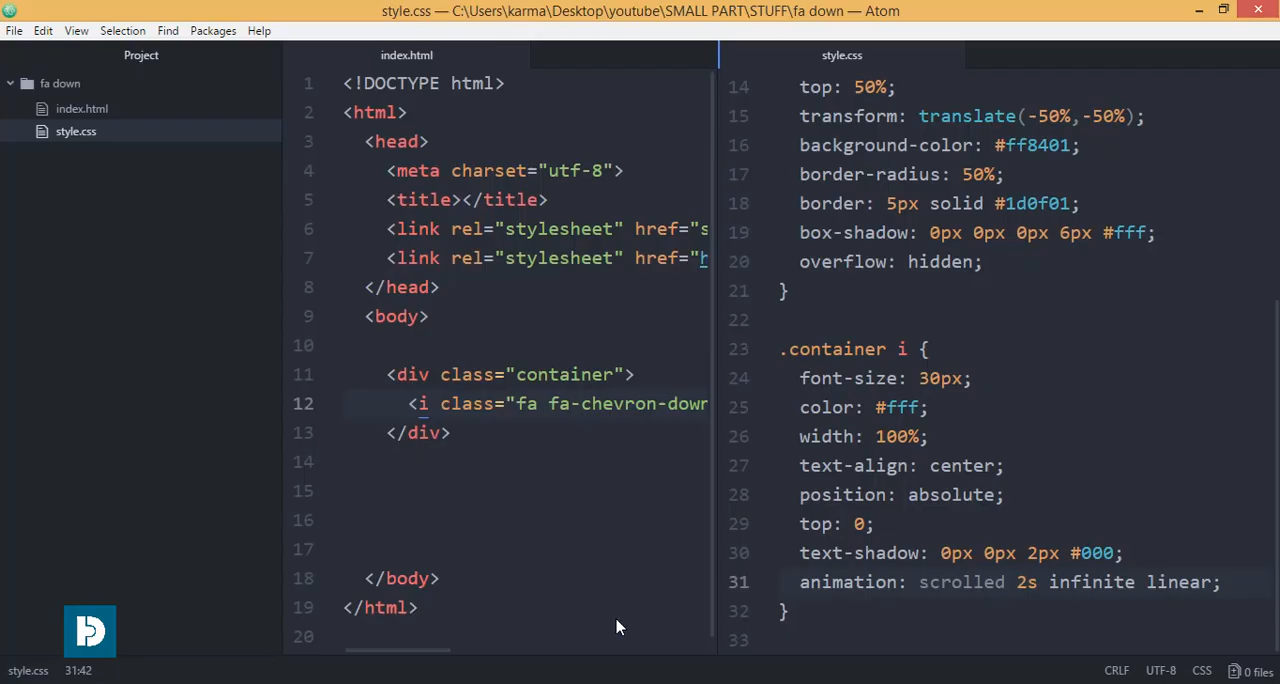 style.css — C:\Users\karma\Desktop\youtube\SMALL PART\STUFF\fa down — Atom
File Edit View Selection Find Packages Help
Project
fa down
index.html
style.css
index.html
1 <!DOCTYPE html>
2 <html>
3 <head>
4 <meta charset="utf-8">
5 <title></title>
6 <link rel="stylesheet" href="s
7 <link rel="stylesheet" href="h
8 </head>
9 <body>
10
11 <div class="container">
12 <i class="fa fa-chevron-down
13 </div>
14
15
16
17
18 </body>
19 </html>
20
style.css
14 top: 50%;
15 transform: translate(-50%,-50%);
16 background-color: #ff8401;
17 border-radius: 50%;
18 border: 5px solid #1d0f01;
19 box-shadow: 0px 0px 0px 6px #fff;
20 overflow: hidden;
21 }
22
23 .container i {
24 font-size: 30px;
25 color: #fff;
26 width: 100%;
27 text-align: center;
28 position: absolute;
29 top: 0;
30 text-shadow: 0px 0px 2px #000;
31 animation: scrolled 2s infinite linear;
32 }
33
style.css 31:42
CRLF UTF-8 CSS 0 files